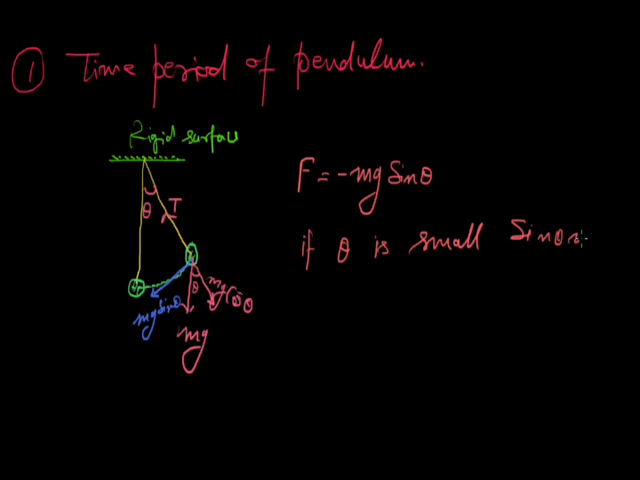 ① Time period of pendulum.
Rigid surface
θ
T
F = -mg Sinθ
if θ is small Sinθ ≈
θ
mg Cosθ
mg Sinθ
mg